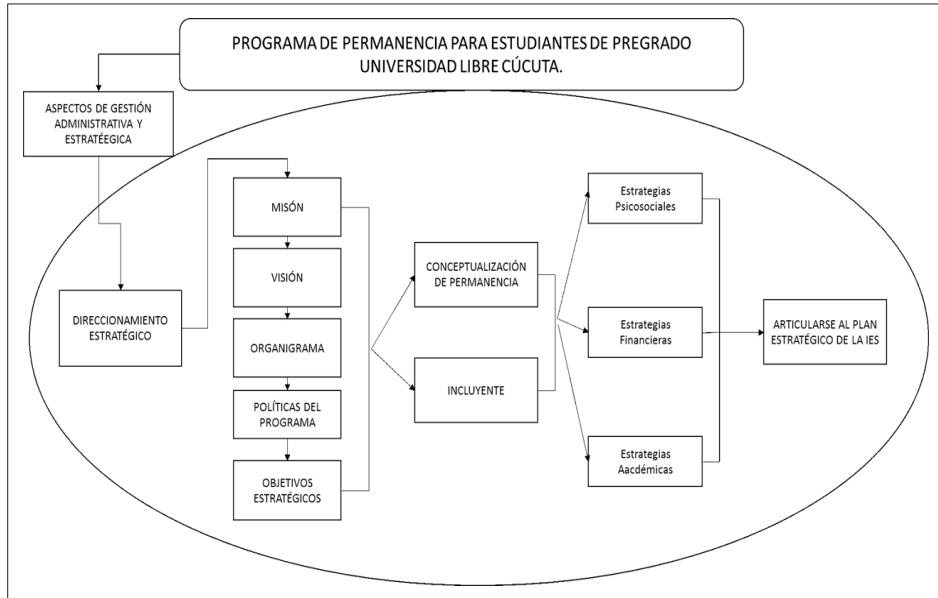 PROGRAMA DE PERMANENCIA PARA ESTUDIANTES DE PREGRADO
UNIVERSIDAD LIBRE CÚCUTA.
ASPECTOS DE GESTIÓN
ADMINISTRATIVA Y
ESTRATÉEGICA
DIRECCIONAMIENTO
ESTRATÉGICO
MISÓN
VISIÓN
ORGANIGRAMA
POLÍTICAS DEL
PROGRAMA
OBJETIVOS
ESTRATÉGICOS
CONCEPTUALIZACIÓN
DE PERMANENCIA
INCLUYENTE
Estrategias
Psicosociales
Estrategias
Financieras
Estrategias
Aacdémicas
ARTICULARSE AL PLAN
ESTRATÉGICO DE LA IES